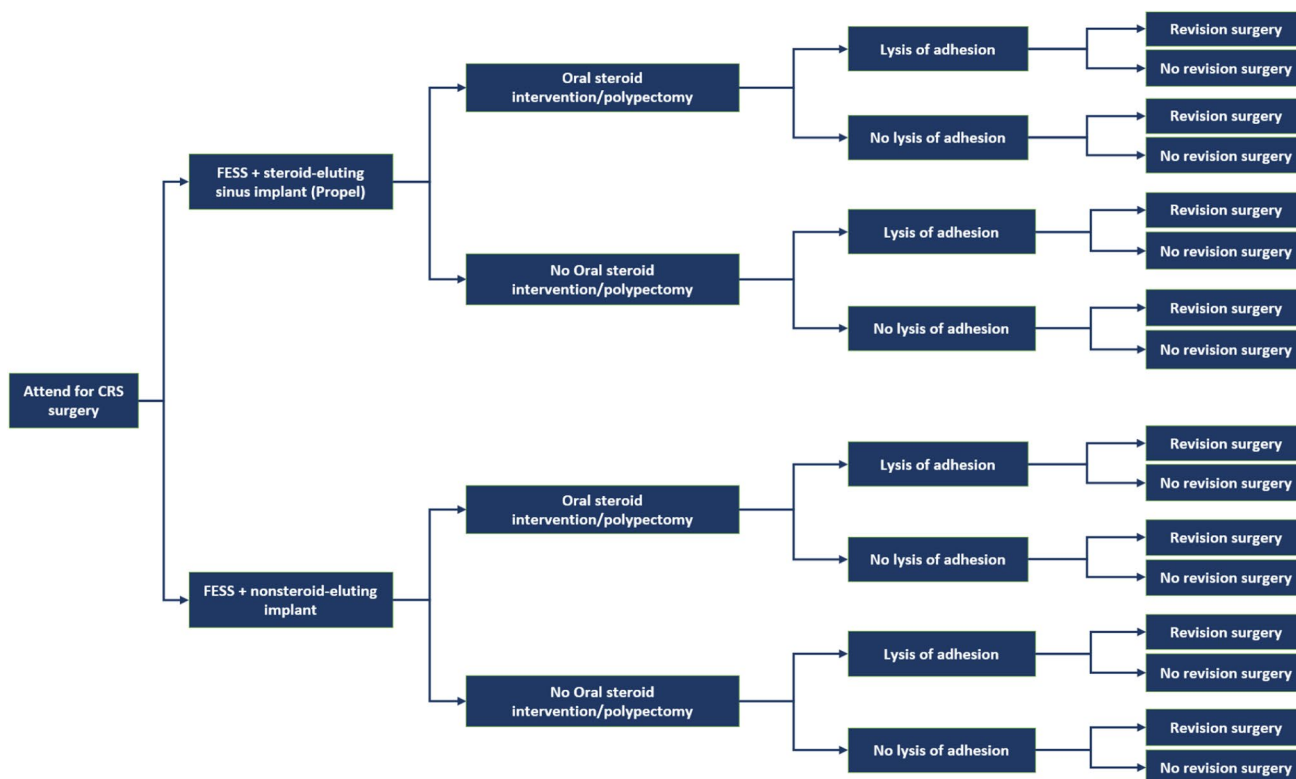 Attend for CRS
surgery
FESS + steroid-eluting
sinus implant (Propel)
Oral steroid
intervention/polypectomy
Lysis of adhesion
Revision surgery
No revision surgery
No lysis of adhesion
Revision surgery
No revision surgery
No Oral steroid
intervention/polypectomy
Lysis of adhesion
Revision surgery
No revision surgery
No lysis of adhesion
Revision surgery
No revision surgery
FESS + nonsteroid-eluting
implant
Oral steroid
intervention/polypectomy
Lysis of adhesion
Revision surgery
No revision surgery
No lysis of adhesion
Revision surgery
No revision surgery
No Oral steroid
intervention/polypectomy
Lysis of adhesion
Revision surgery
No revision surgery
No lysis of adhesion
Revision surgery
No revision surgery